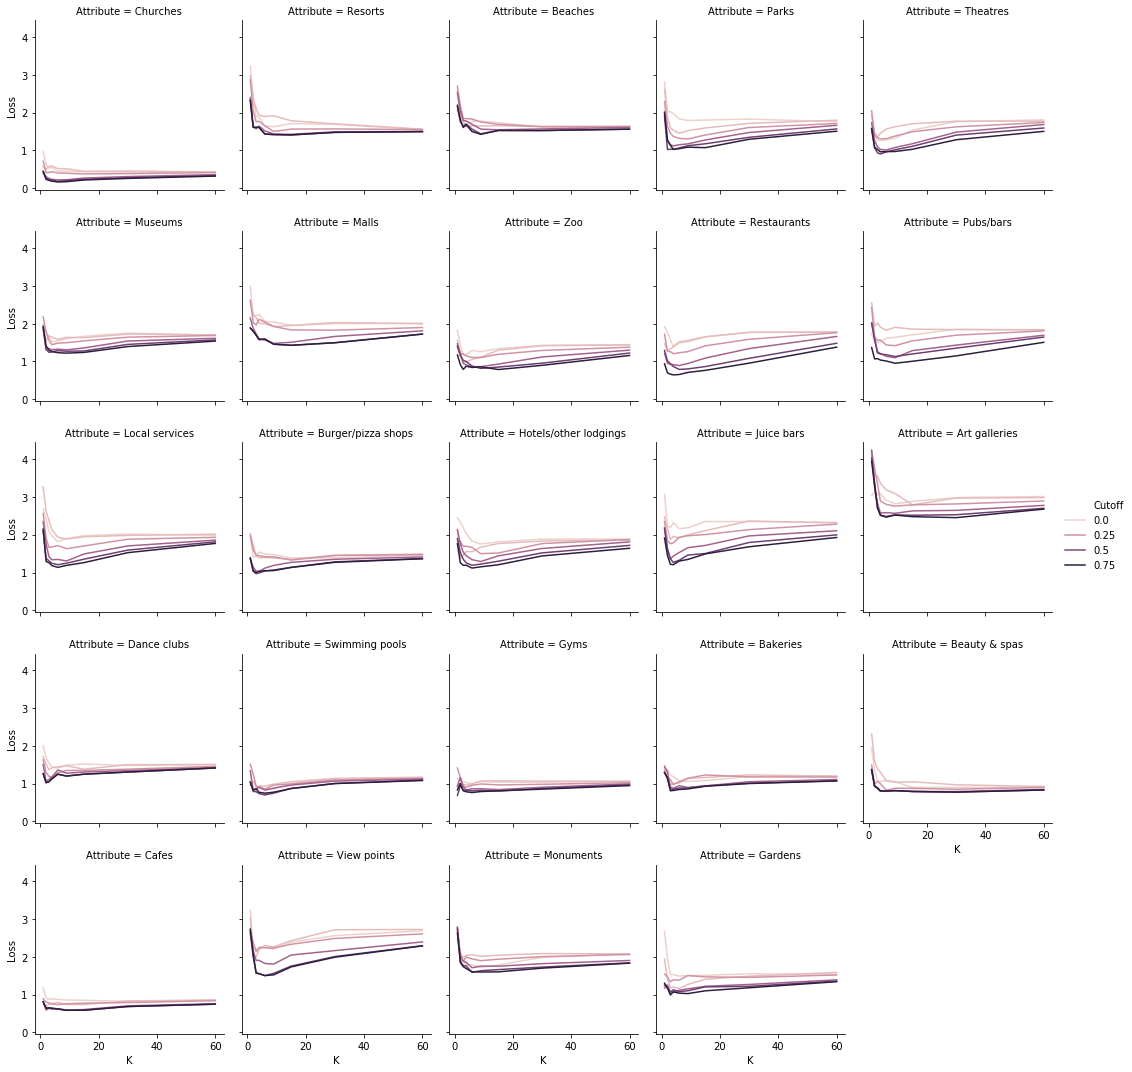 Attribute = Churches
Attribute = Resorts
Attribute = Beaches
Attribute = Parks
Attribute = Theatres
4
3
2
1
0
Loss
Attribute = Museums
Attribute = Malls
Attribute = Zoo
Attribute = Restaurants
Attribute = Pubs/bars
4
3
2
1
0
Loss
Attribute = Local services
Attribute = Burger/pizza shops
Attribute = Hotels/other lodgings
Attribute = Juice bars
Attribute = Art galleries
4
3
2
1
0
Loss
Cutoff
0.0
0.25
0.5
0.75
Attribute = Dance clubs
Attribute = Swimming pools
Attribute = Gyms
Attribute = Bakeries
Attribute = Beauty & spas
4
3
2
1
0
Loss
0 20 40 60
K
Attribute = Cafes
Attribute = View points
Attribute = Monuments
Attribute = Gardens
4
3
2
1
0
Loss
0 20 40 60
K
0 20 40 60
K
0 20 40 60
K
0 20 40 60
K